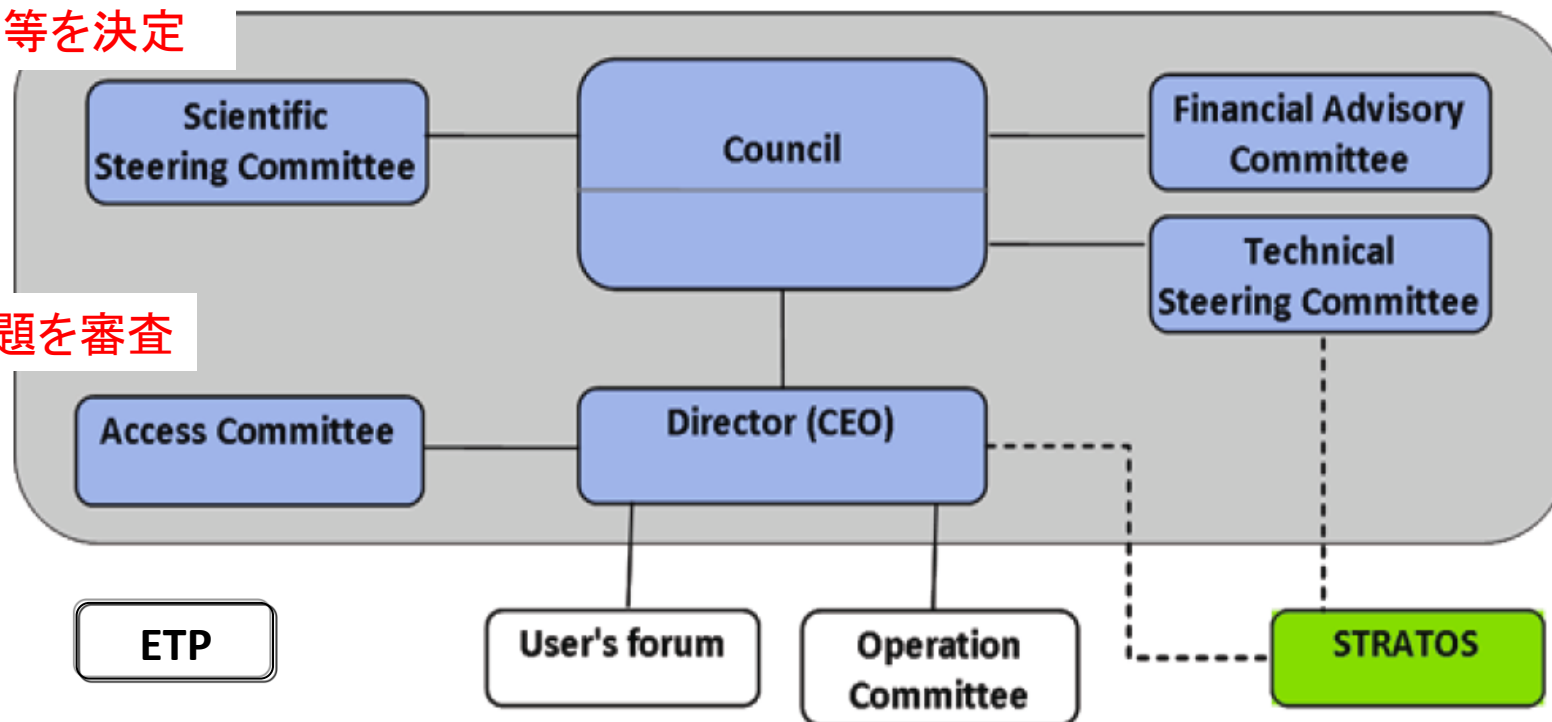 等を決定
Scientific
Steering Committee
Council
Financial Advisory
Committee
Technical
Steering Committee
題を審査
Access Committee
Director (CEO)
ETP
User's forum
Operation
Committee
STRATOS